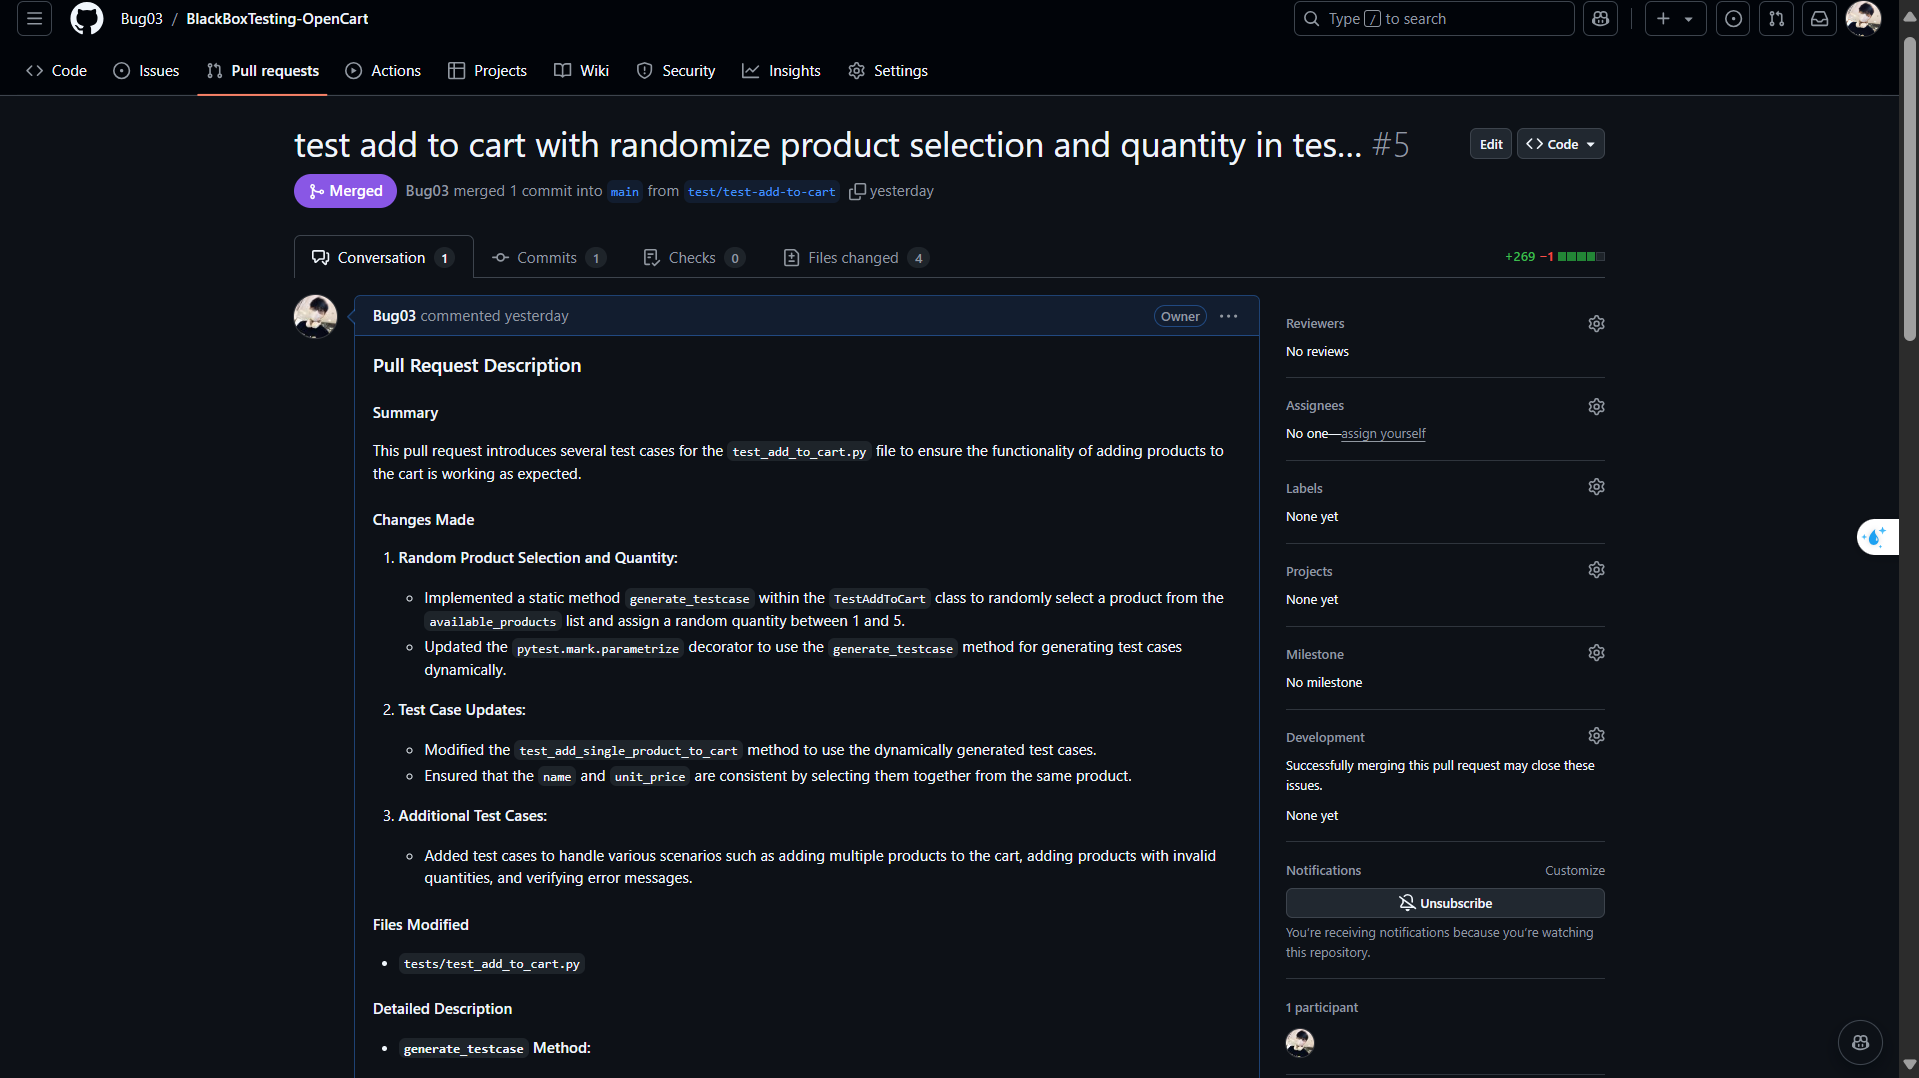 Bug03 / BlackBoxTesting-OpenCart
Type / to search
Code
Issues
Pull requests
Actions
Projects
Wiki
Security
Insights
Settings
test add to cart with randomize product selection and quantity in tes... #5
Edit
Code
Merged
Bug03 merged 1 commit into main from test/test-add-to-cart yesterday
Conversation 1
Commits 1
Checks 0
Files changed 4
+269 −1
Bug03 commented yesterday
Owner
Pull Request Description
Summary
This pull request introduces several test cases for the test_add_to_cart.py file to ensure the functionality of adding products to
the cart is working as expected.
Changes Made
1. Random Product Selection and Quantity:
Implemented a static method generate_testcase within the TestAddToCart class to randomly select a product from the
available_products list and assign a random quantity between 1 and 5.
Updated the pytest.mark.parametrize decorator to use the generate_testcase method for generating test cases
dynamically.
2. Test Case Updates:
Modified the test_add_single_product_to_cart method to use the dynamically generated test cases.
Ensured that the name and unit_price are consistent by selecting them together from the same product.
3. Additional Test Cases:
Added test cases to handle various scenarios such as adding multiple products to the cart, adding products with invalid
quantities, and verifying error messages.
Files Modified
tests/test_add_to_cart.py
Detailed Description
generate_testcase Method:
Reviewers
No reviews
Assignees
No one—assign yourself
Labels
None yet
Projects
None yet
Milestone
No milestone
Development
Successfully merging this pull request may close these
issues.
None yet
Notifications
Customize
Unsubscribe
You're receiving notifications because you're watching
this repository.
1 participant